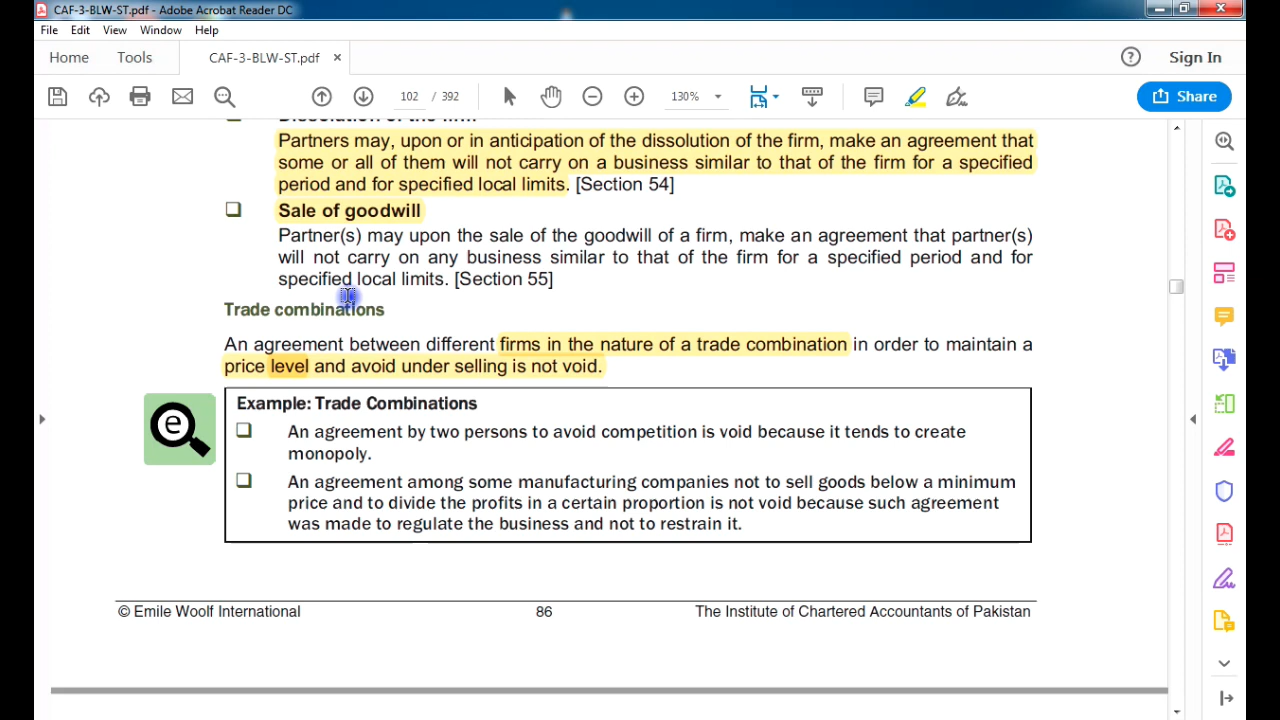 CAF-3-BLW-ST.pdf - Adobe Acrobat Reader DC
File Edit View Window Help
Home Tools CAF-3-BLW-ST.pdf × Sign In
102 / 392 130% Share
Dissolution of the firm
Partners may, upon or in anticipation of the dissolution of the firm, make an agreement that
some or all of them will not carry on a business similar to that of the firm for a specified
period and for specified local limits. [Section 54]
Sale of goodwill
Partner(s) may upon the sale of the goodwill of a firm, make an agreement that partner(s)
will not carry on any business similar to that of the firm for a specified period and for
specified local limits. [Section 55]
Trade combinations
An agreement between different firms in the nature of a trade combination in order to maintain a
price level and avoid under selling is not void.
Example: Trade Combinations
An agreement by two persons to avoid competition is void because it tends to create
monopoly.
An agreement among some manufacturing companies not to sell goods below a minimum
price and to divide the profits in a certain proportion is not void because such agreement
was made to regulate the business and not to restrain it.
© Emile Woolf International 86 The Institute of Chartered Accountants of Pakistan